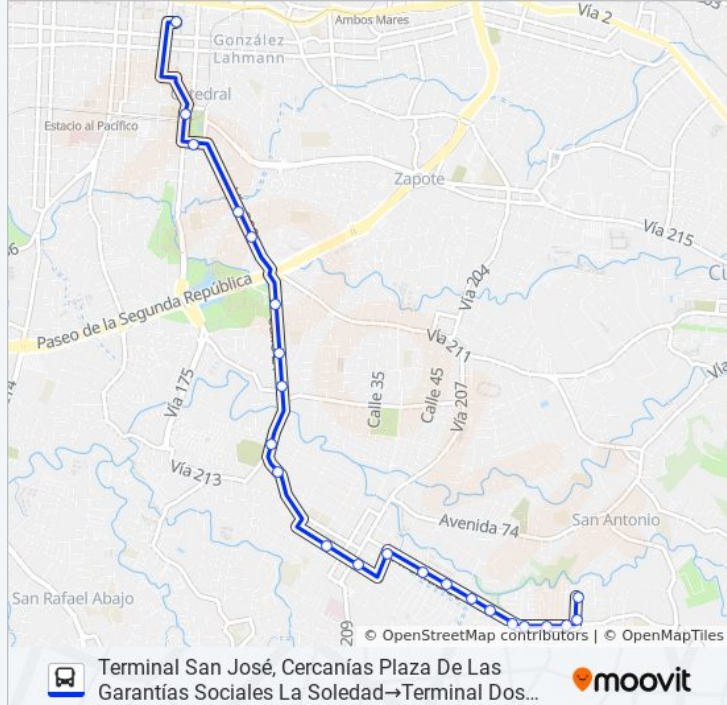 Vía 2
Ambos Mares
González
Lahmann
Estacio al Pacífico
Zapote
Vía 215
Vía 204
Paseo de la Segunda República
Vía 211
Calle 35
Calle 45
Vía 207
Vía 175
Vía 213
Avenida 74
San Antonio
San Rafael Abajo
209
© OpenStreetMap contributors | © OpenMapTiles
Terminal San José, Cercanías Plaza De Las
Garantías Sociales La Soledad→Terminal Dos...
moovit